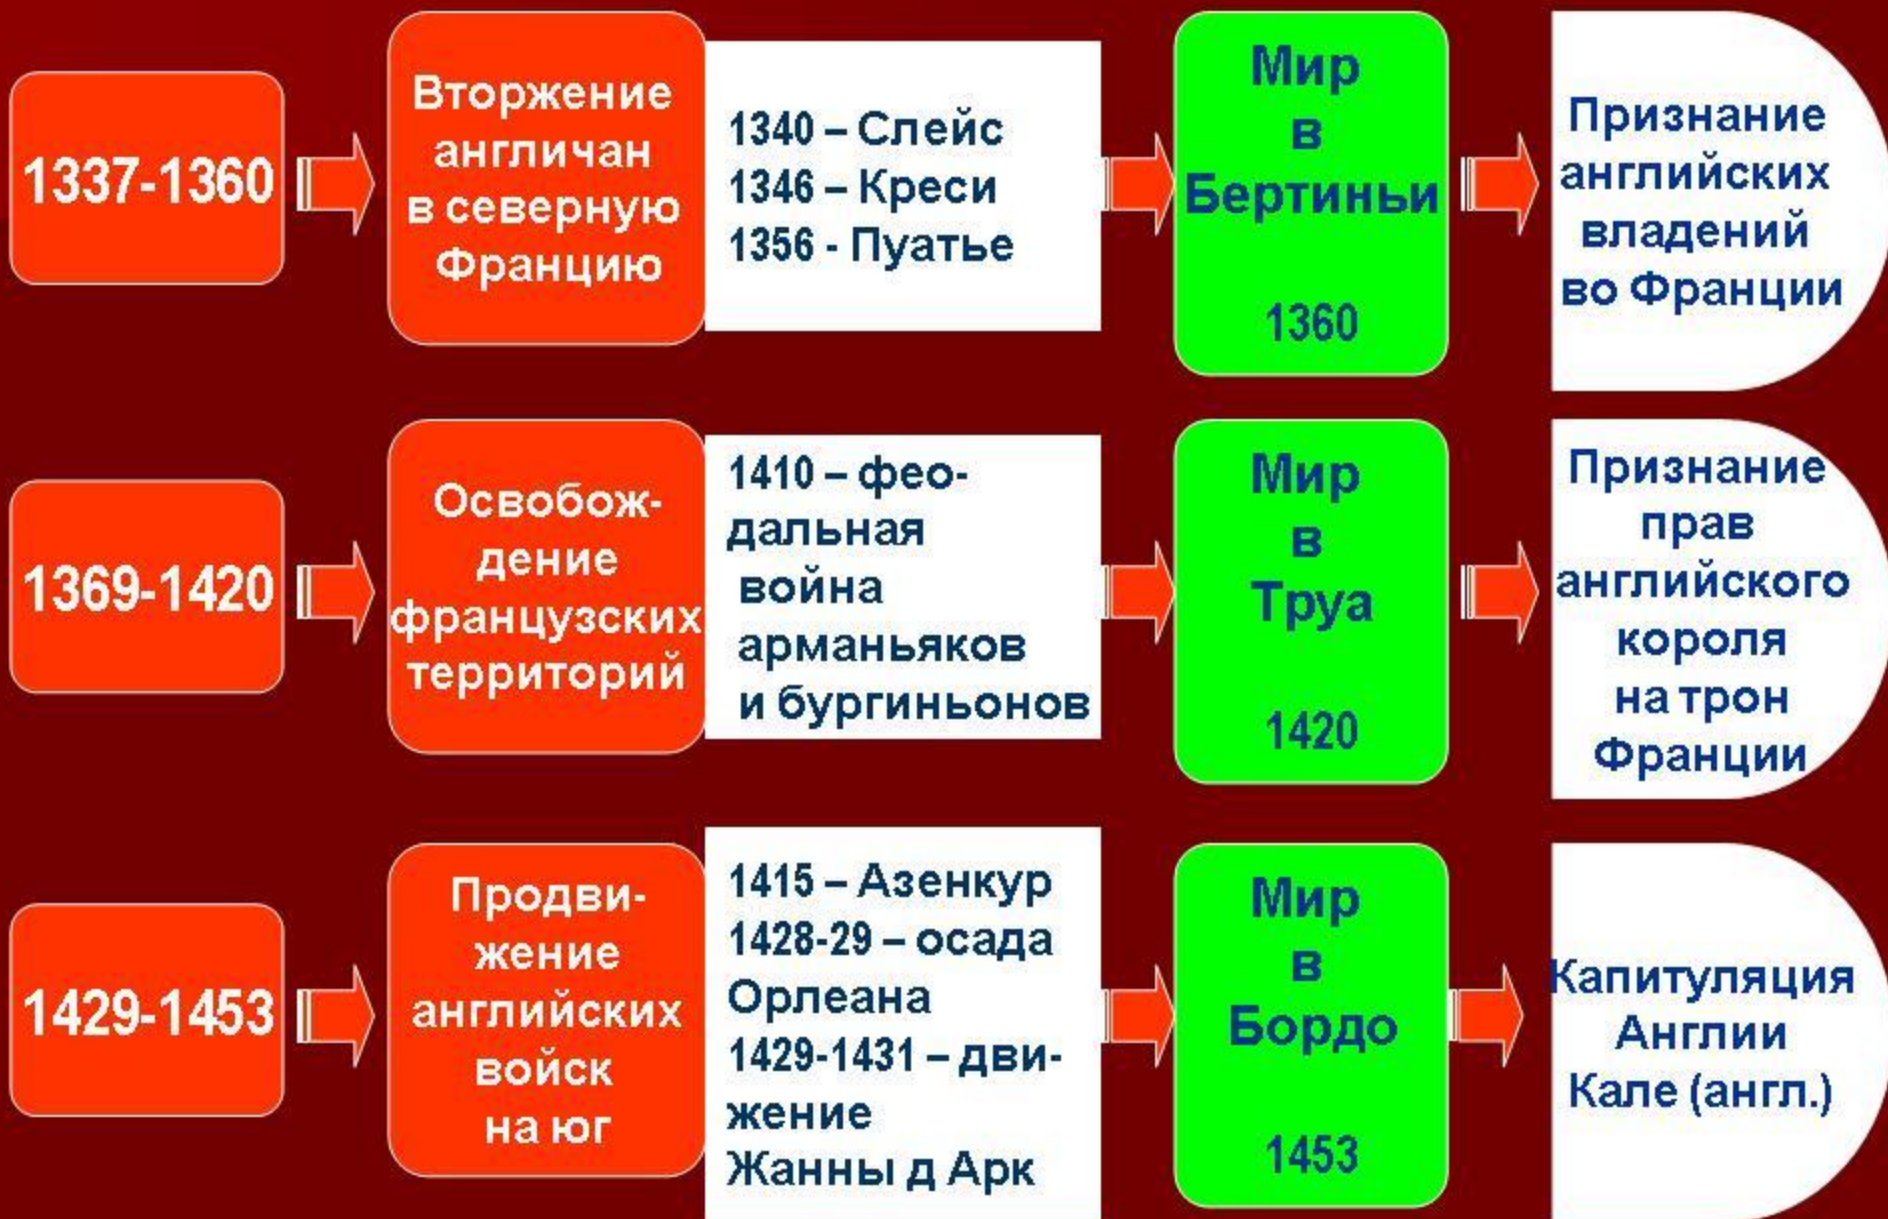 1337-1360
Вторжение
англичан
в северную
Францию
1340 – Слейс
1346 – Креси
1356 - Пуатье
Мир
в
Бертиньи
1360
Признание
английских
владений
во Франции
1369-1420
Освобож-
дение
французских
территорий
1410 – фео-
дальная
война
арманьяков
и бургиньонов
Мир
в
Труа
1420
Признание
прав
английского
короля
на трон
Франции
1429-1453
Продви-
жение
английских
войск
на юг
1415 – Азенкур
1428-29 – осада
Орлеана
1429-1431 – дви-
жение
Жанны д Арк
Мир
в
Бордо
1453
Капитуляция
Англии
Кале (англ.)